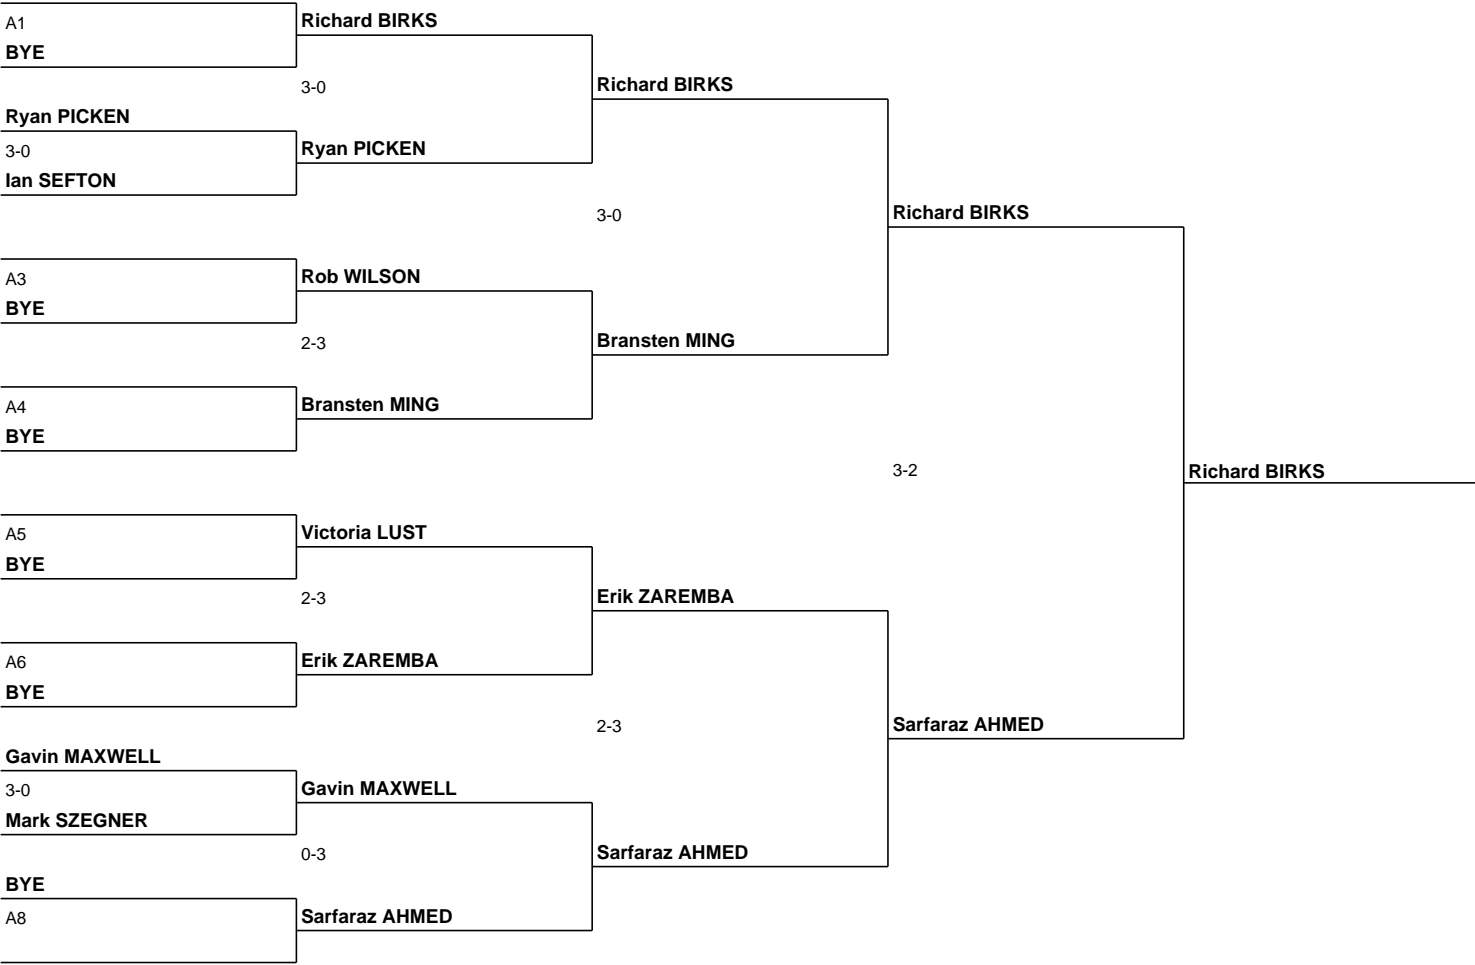 A1
BYE
Richard BIRKS
3-0
Ryan PICKEN
3-0
Ian SEFTON
Ryan PICKEN
Richard BIRKS
3-0
A3
BYE
Rob WILSON
2-3
A4
BYE
Bransten MING
Bransten MING
Richard BIRKS
3-2
Richard BIRKS
A5
BYE
Victoria LUST
2-3
A6
BYE
Erik ZAREMBA
Erik ZAREMBA
2-3
Gavin MAXWELL
3-0
Mark SZEGNER
Gavin MAXWELL
0-3
BYE
A8
Sarfaraz AHMED
Sarfaraz AHMED
Sarfaraz AHMED